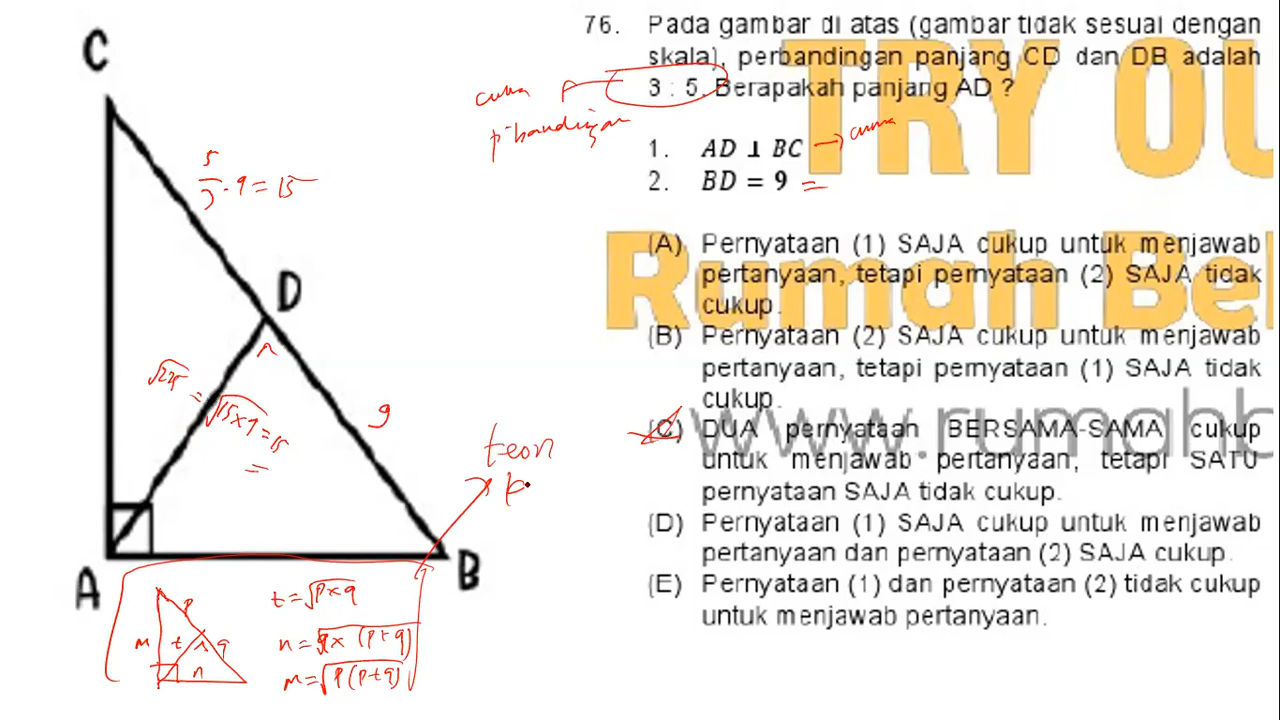 C
76. Pada gambar di atas (gambar tidak sesuai dengan
skala), perbandingan panjang CD dan DB adalah
3 : 5. Berapakah panjang AD ?
cuma
1. AD ⊥ BC → cuma
2. BD = 9 =
5/3 · 9 = 15
D
9
√(15×9) = 15
=
teori
A
B
(A) Pernyataan (1) SAJA cukup untuk menjawab
pertanyaan, tetapi pernyataan (2) SAJA tidak
cukup.
(B) Pernyataan (2) SAJA cukup untuk menjawab
pertanyaan, tetapi pernyataan (1) SAJA tidak
cukup.
(C) DUA pernyataan BERSAMA-SAMA cukup
untuk menjawab pertanyaan, tetapi SATU
pernyataan SAJA tidak cukup.
(D) Pernyataan (1) SAJA cukup untuk menjawab
pertanyaan dan pernyataan (2) SAJA cukup.
(E) Pernyataan (1) dan pernyataan (2) tidak cukup
untuk menjawab pertanyaan.
p
m t q
n
t = √p×q
n = √q× (p+q)
m = √p(p+q)
TRY OU
Rumah Bel
www.rumahb